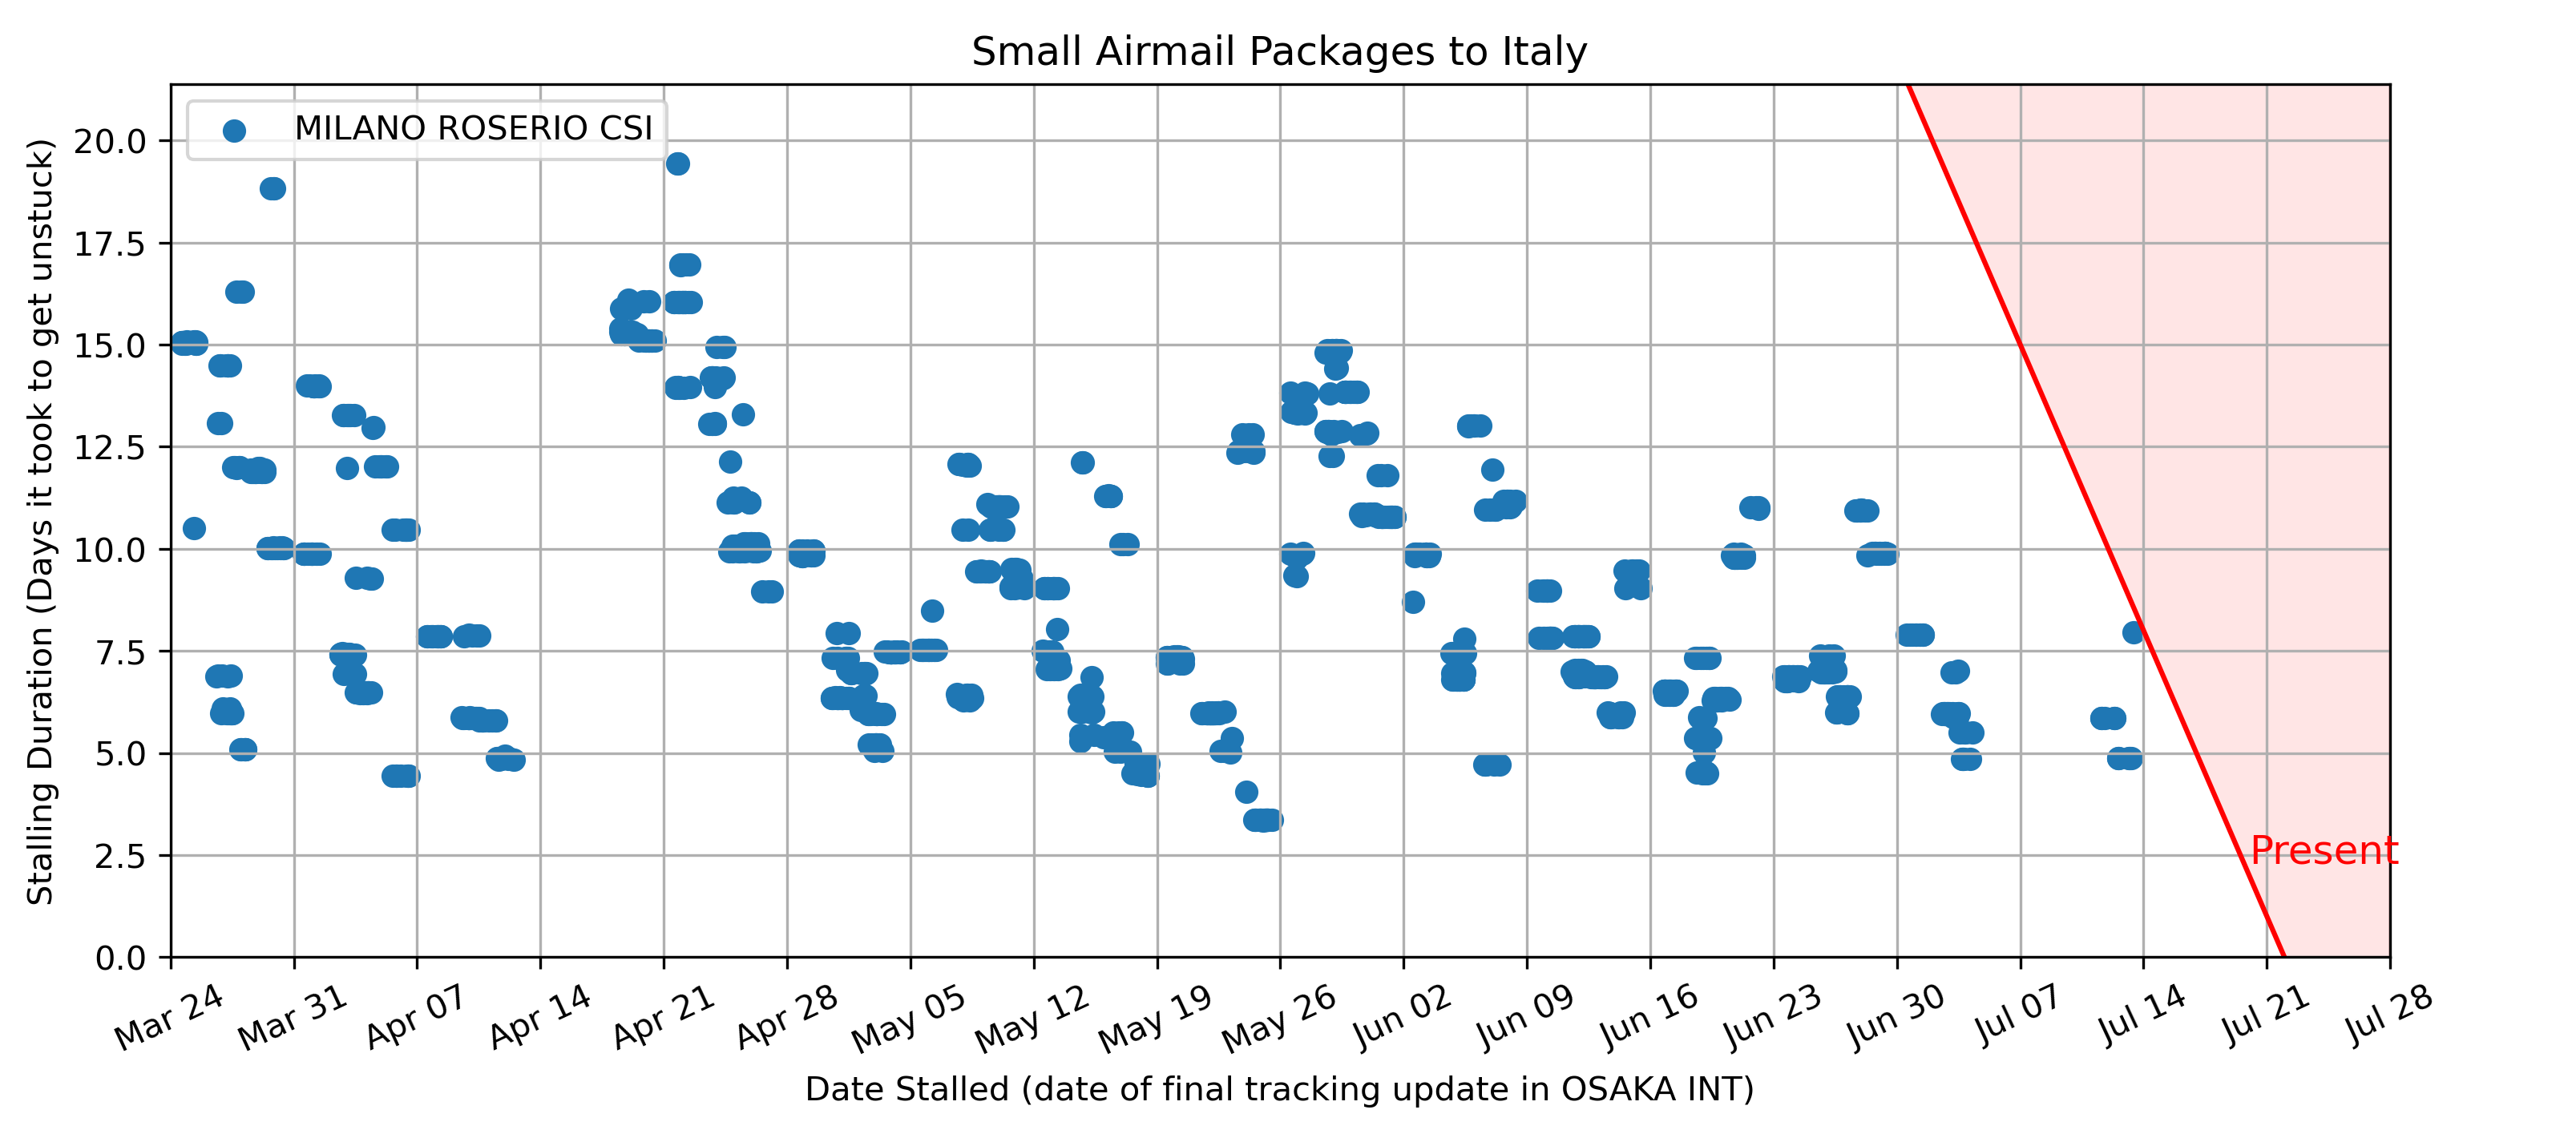 Small Airmail Packages to Italy
MILANO ROSERIO CSI
Stalling Duration (Days it took to get unstuck)
20.0
17.5
15.0
12.5
10.0
7.5
5.0
2.5
0.0
Present
Mar 24
Mar 31
Apr 07
Apr 14
Apr 21
Apr 28
May 05
May 12
May 19
May 26
Jun 02
Jun 09
Jun 16
Jun 23
Jun 30
Jul 07
Jul 14
Jul 21
Jul 28
Date Stalled (date of final tracking update in OSAKA INT)